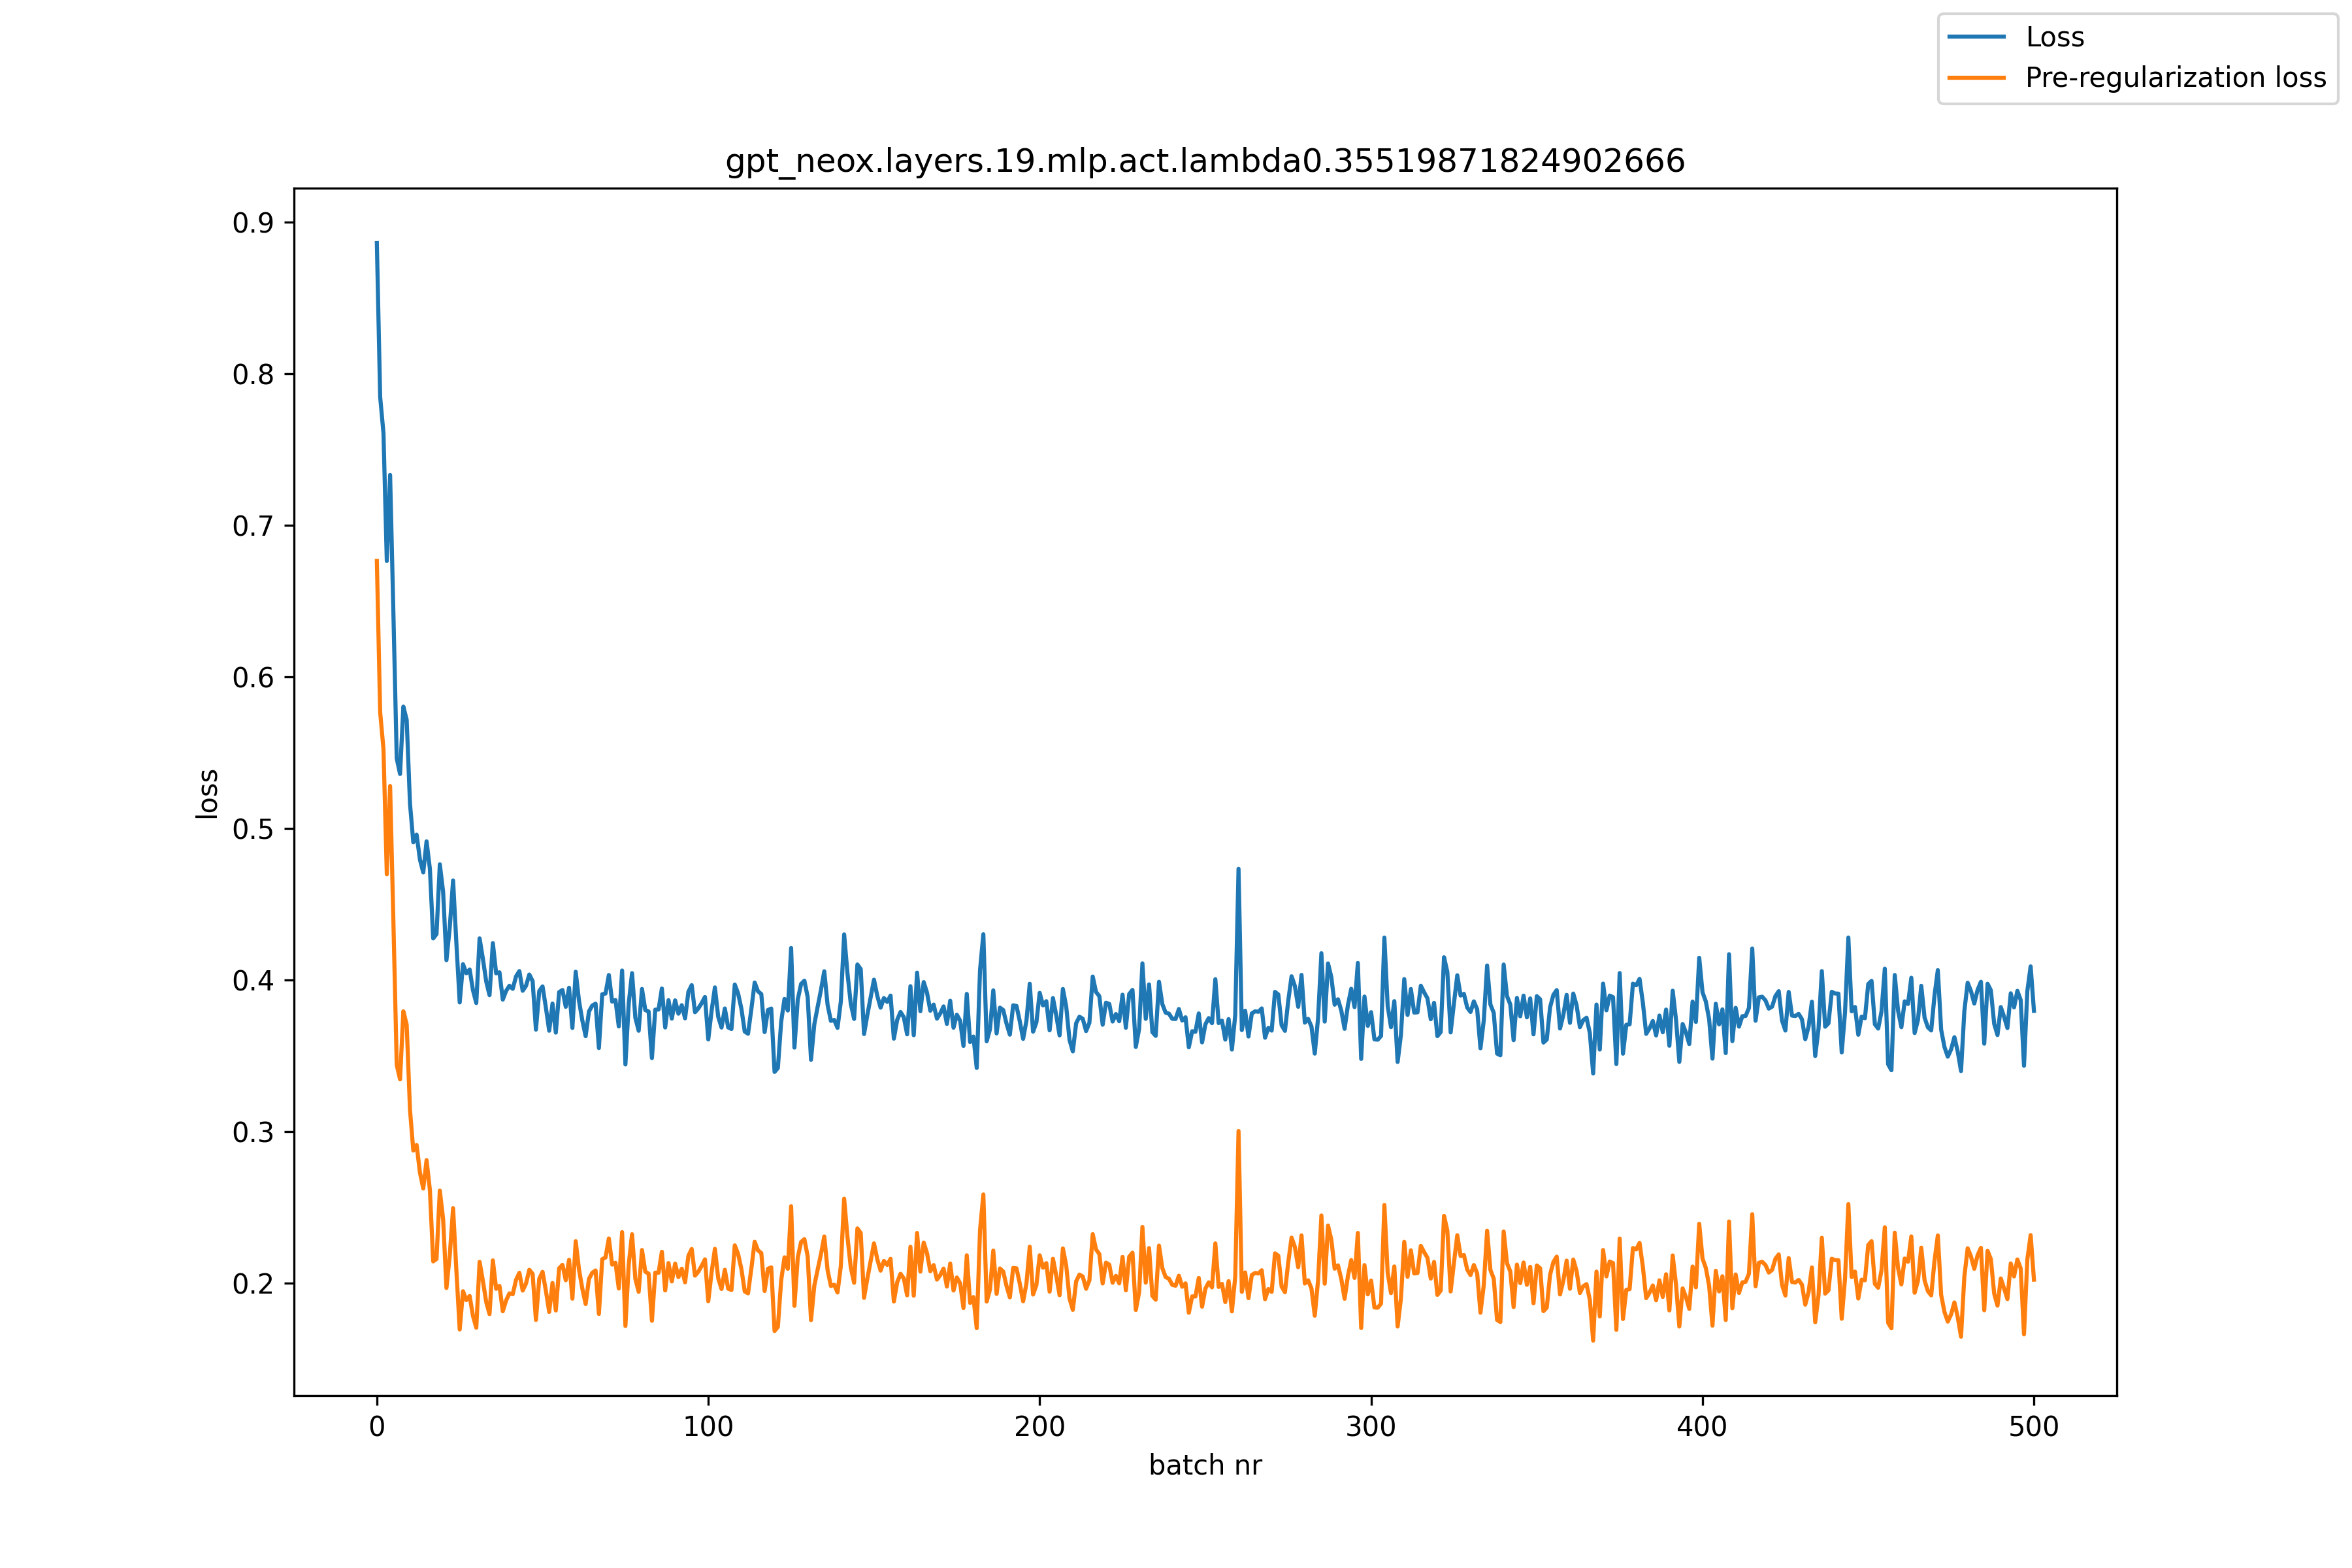 Loss
Pre-regularization loss
gpt_neox.layers.19.mlp.act.lambda0.35519871824902666
0.9
0.8
0.7
0.6
0.5
0.4
0.3
0.2
loss
0 100 200 300 400 500
batch nr